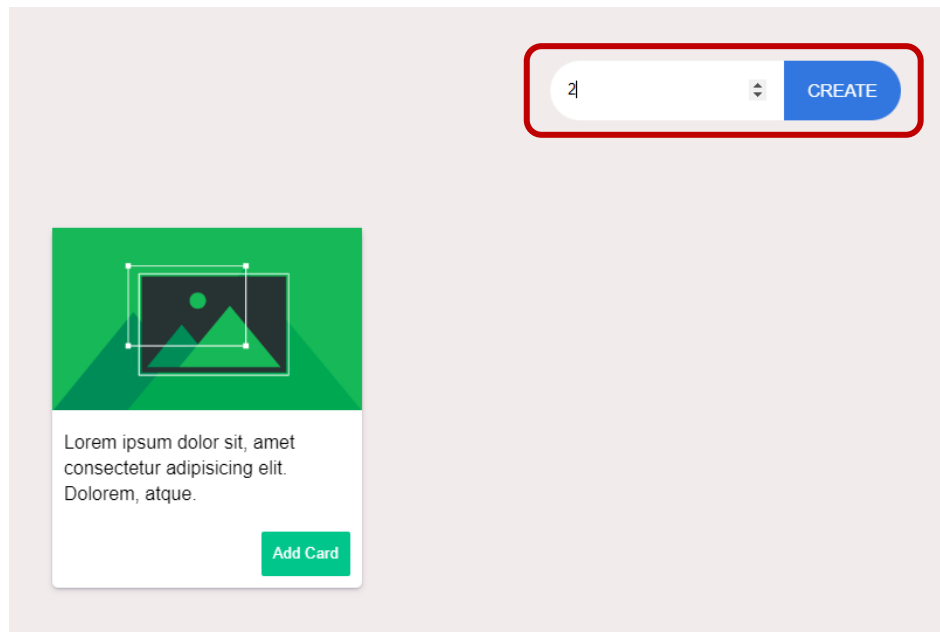 2
CREATE
Lorem ipsum dolor sit, amet
consectetur adipisicing elit.
Dolorem, atque.
Add Card